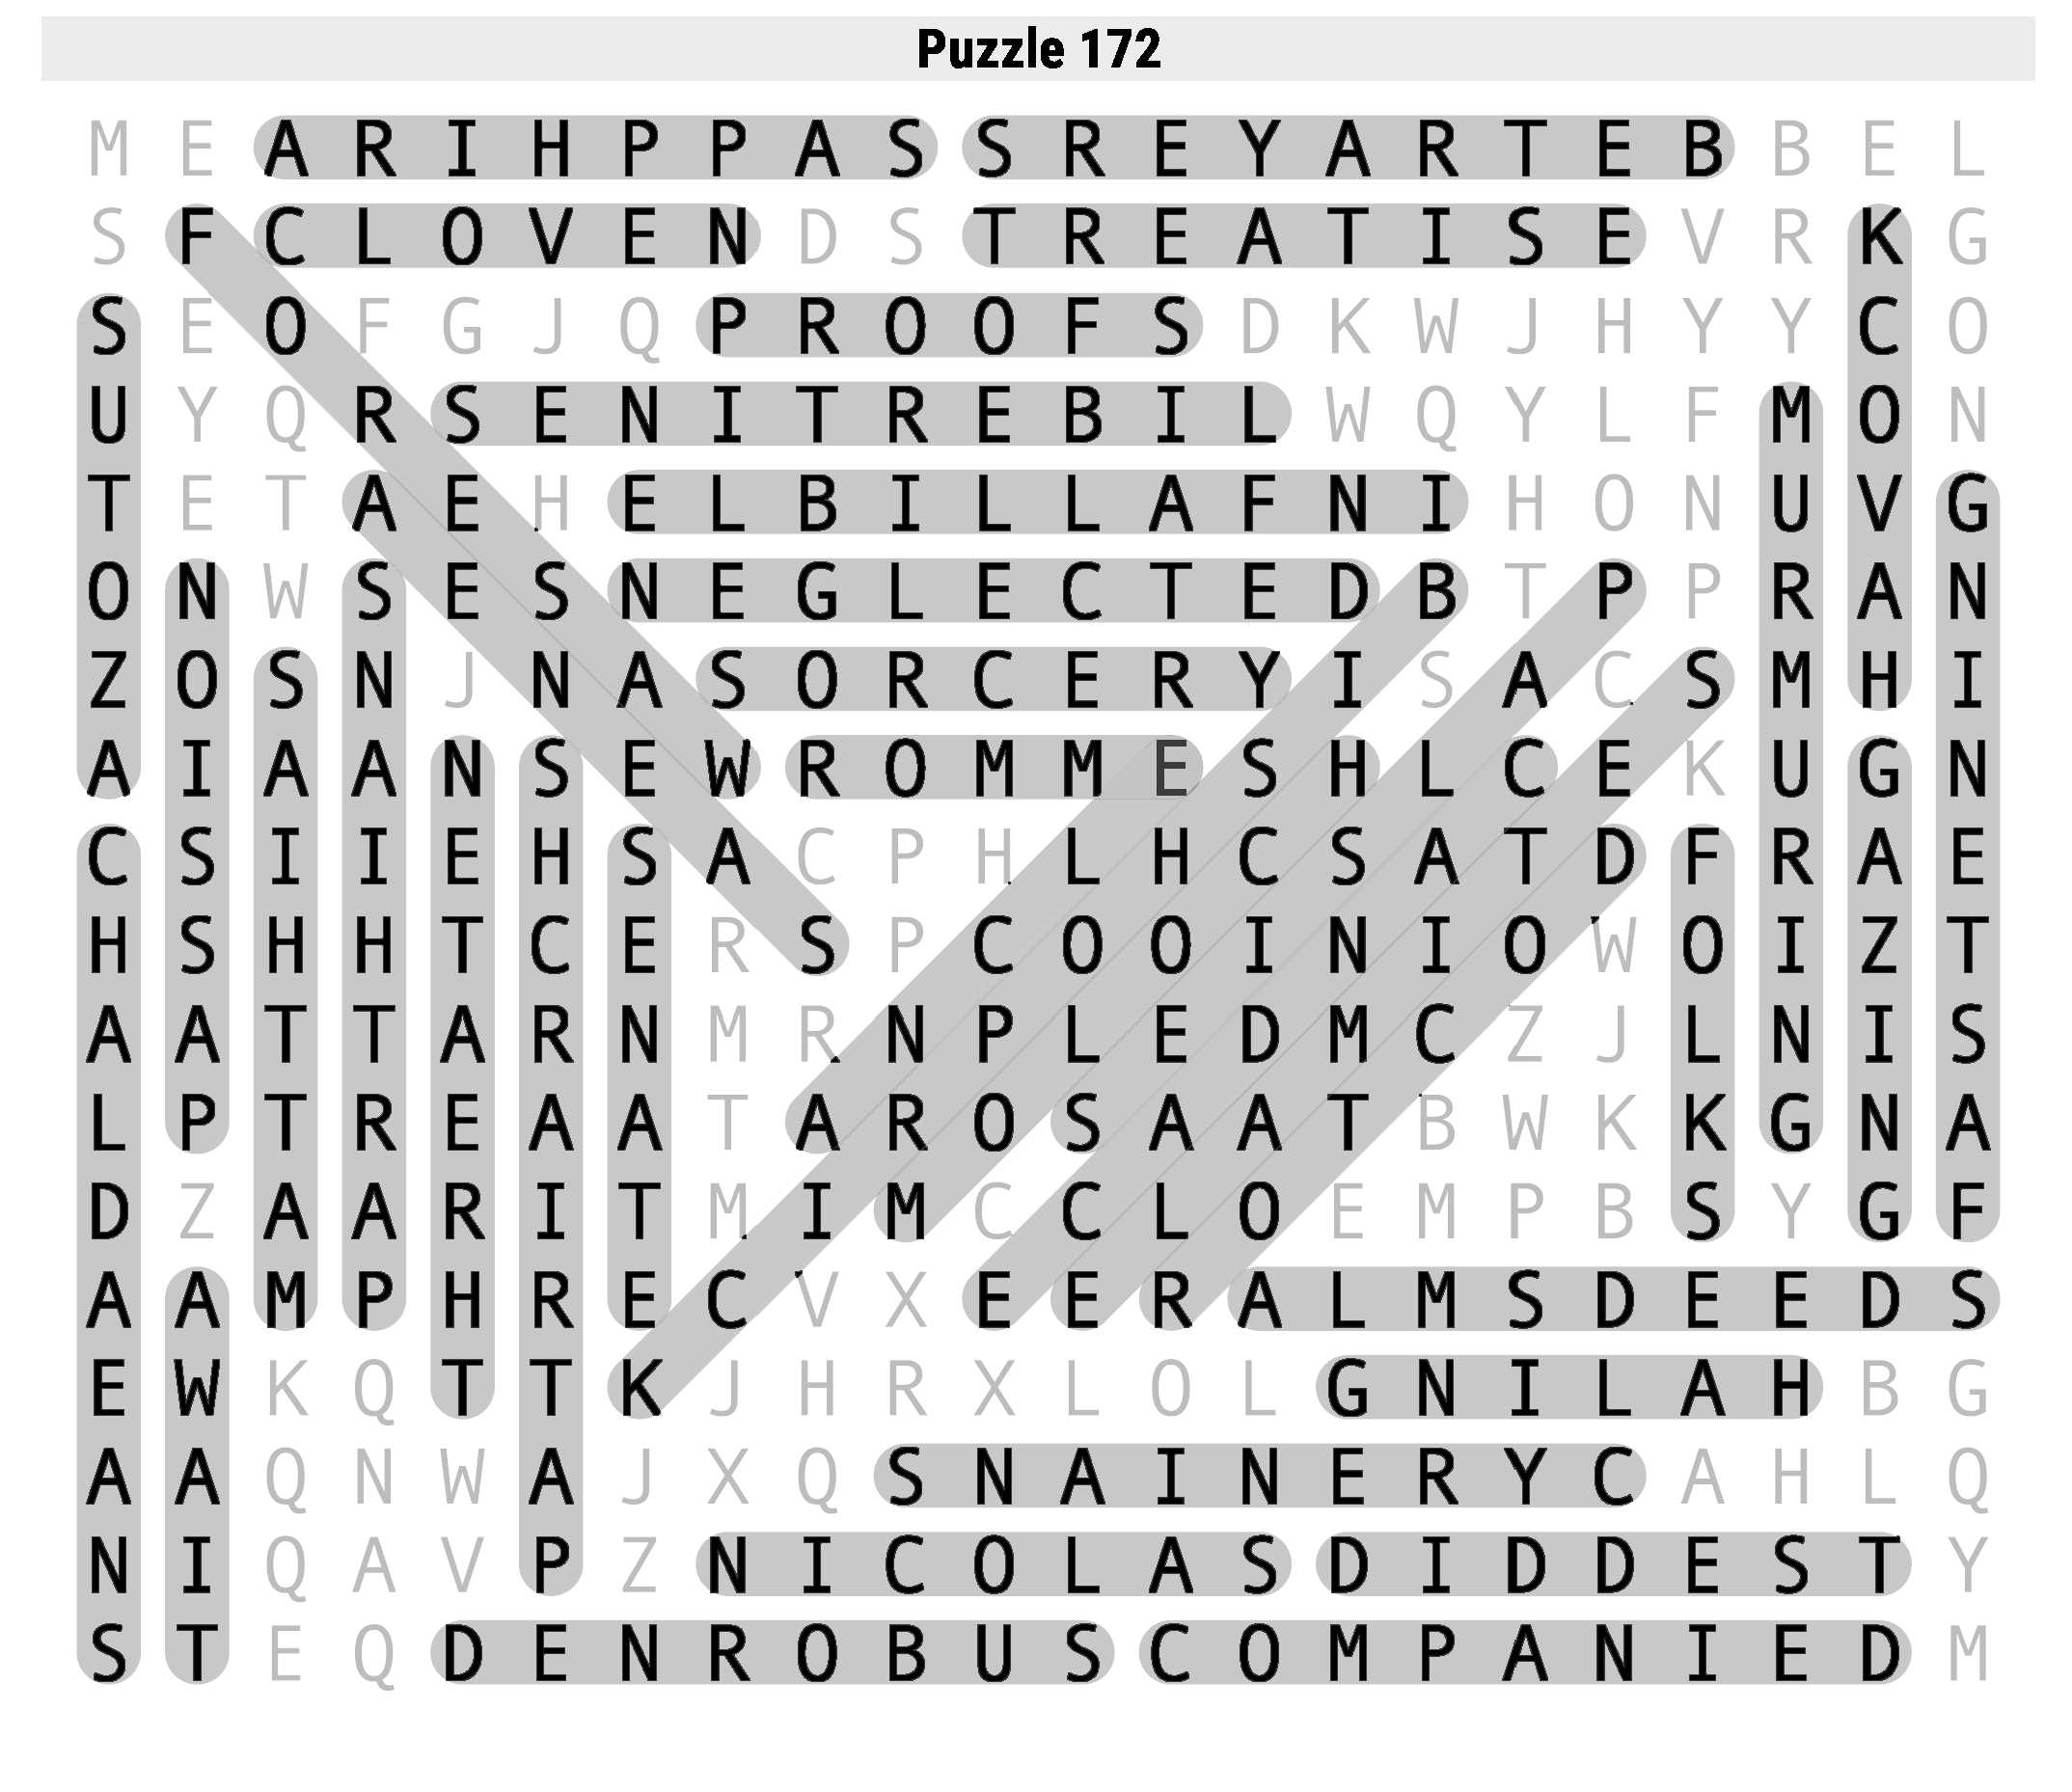 Puzzle 172
M E A R I H P P A S S R E Y A R T E B B E L
S F C L O V E N D S T R E A T I S E V R K G
S E O F G J Q P R O O F S D K W J H Y Y C O
U Y Q R S E N I T R E B I L W Q Y L F M O N
T E T A E H E L B I L L A F N I H O N U V G
O N W S E S N E G L E C T E D B T P P R A N
Z O S N J N A S O R C E R Y I S A C S M H I
A I A A N S E W R O M M E S H L C E K U G N
C S I I E H S A C P H L H C S A T D F R A E
H S H H T C E R S P C O O I N I O W O I Z T
A A T T A R N M R N P L E D M C Z J L N I S
L P T R E A A T A R O S A A T B W K K G N A
D Z A A R I T M I M C C L O E M P B S Y G F
A A M P H R E C V X E E R A L M S D E E D S
E W K Q T T K J H R X L O L G N I L A H B G
A A Q N W A J X Q S N A I N E R Y C A H L Q
N I Q A V P Z N I C O L A S D I D D E S T Y
S T E Q D E N R O B U S C O M P A N I E D M